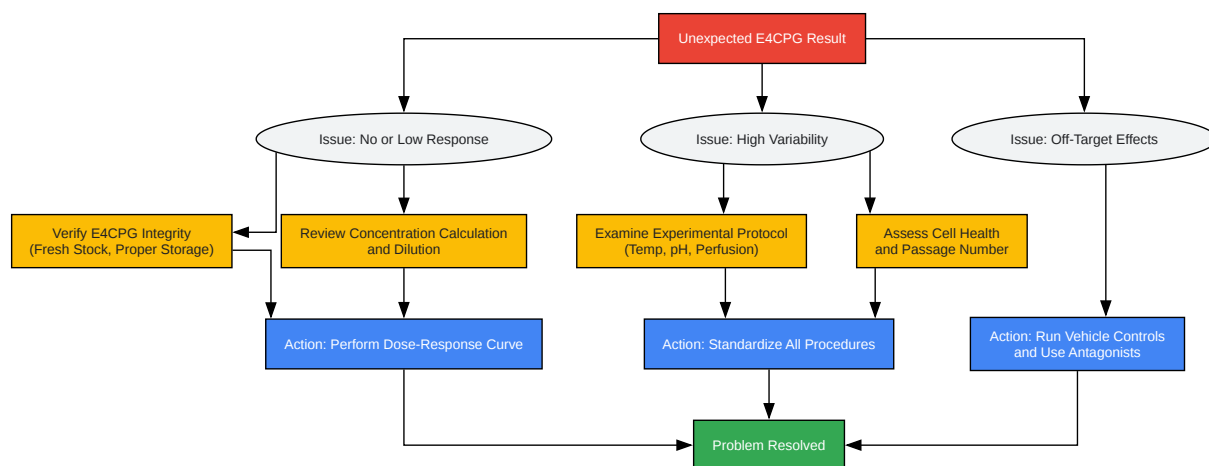 Unexpected E4CPG Result
Issue: No or Low Response
Issue: High Variability
Issue: Off-Target Effects
Verify E4CPG Integrity
(Fresh Stock, Proper Storage)
Review Concentration Calculation
and Dilution
Examine Experimental Protocol
(Temp, pH, Perfusion)
Assess Cell Health
and Passage Number
Action: Perform Dose-Response Curve
Action: Standardize All Procedures
Action: Run Vehicle Controls
and Use Antagonists
Problem Resolved